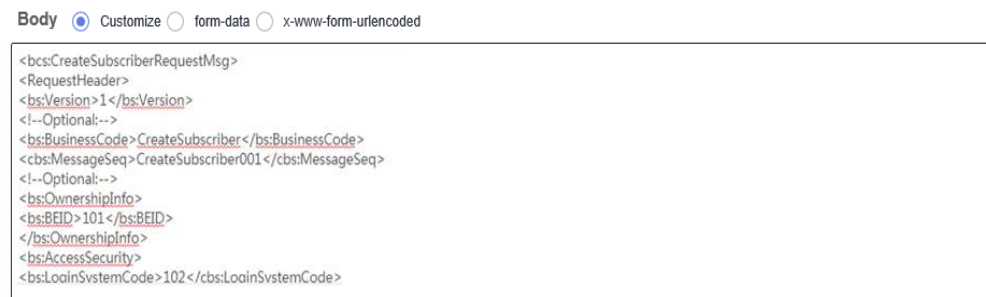 Body Customize form-data x-www-form-urlencoded
<bcs:CreateSubscriberRequestMsg>
<RequestHeader>
<bs:Version>1</bs:Version>
<!--Optional:-->
<bs:BusinessCode>CreateSubscriber</bs:BusinessCode>
<cbs:MessageSeq>CreateSubscriber001</cbs:MessageSeq>
<!--Optional:-->
<bs:OwnershipInfo>
<bs:BEID>101</bs:BEID>
</bs:OwnershipInfo>
<bs:AccessSecurity>
<bs:LoginSystemCode>102</cbs:LoginSystemCode>